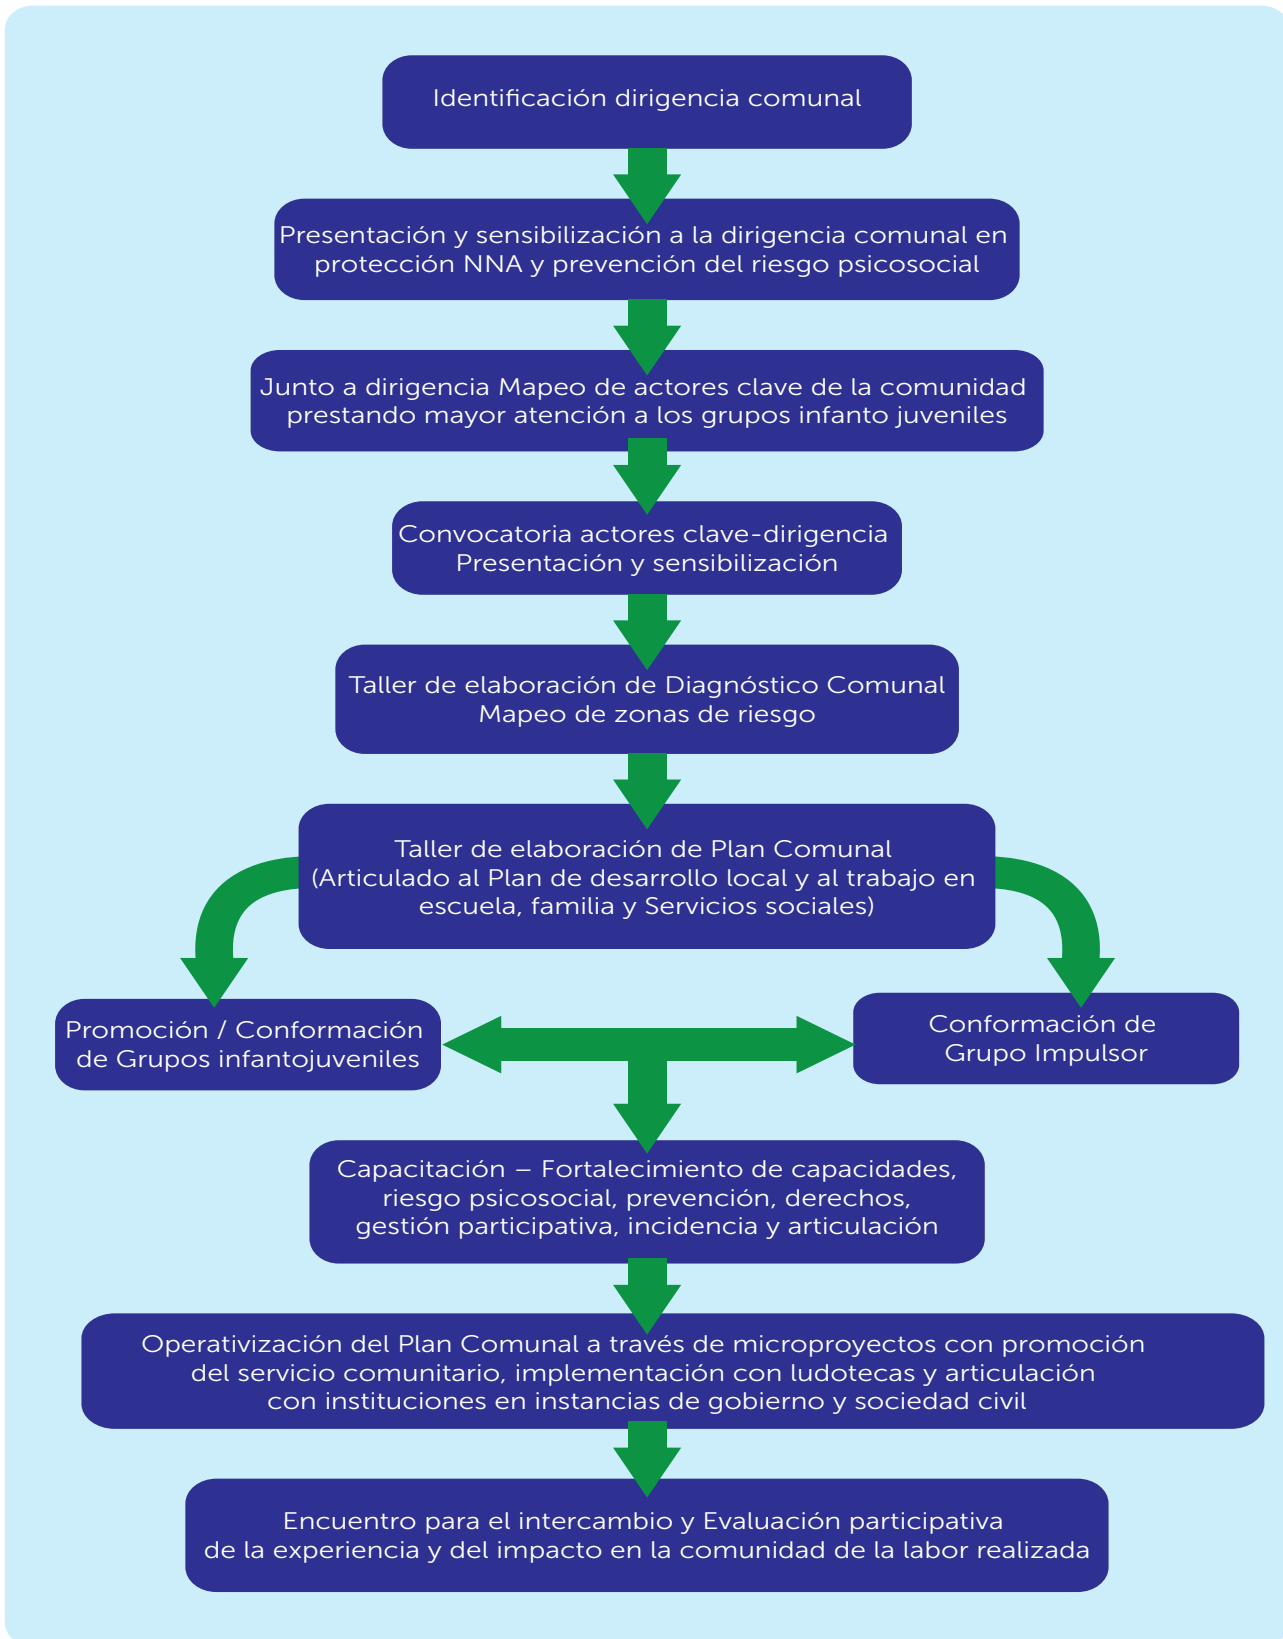 Identificación dirigencia comunal
Presentación y sensibilización a la dirigencia comunal en
protección NNA y prevención del riesgo psicosocial
Junto a dirigencia Mapeo de actores clave de la comunidad
prestando mayor atención a los grupos infanto juveniles
Convocatoria actores clave-dirigencia
Presentación y sensibilización
Taller de elaboración de Diagnóstico Comunal
Mapeo de zonas de riesgo
Taller de elaboración de Plan Comunal
(Articulado al Plan de desarrollo local y al trabajo en
escuela, familia y Servicios sociales)
Promoción / Conformación
de Grupos infantojuveniles
Conformación de
Grupo Impulsor
Capacitación – Fortalecimiento de capacidades,
riesgo psicosocial, prevención, derechos,
gestión participativa, incidencia y articulación
Operativización del Plan Comunal a través de microproyectos con promoción
del servicio comunitario, implementación con ludotecas y articulación
con instituciones en instancias de gobierno y sociedad civil
Encuentro para el intercambio y Evaluación participativa
de la experiencia y del impacto en la comunidad de la labor realizada